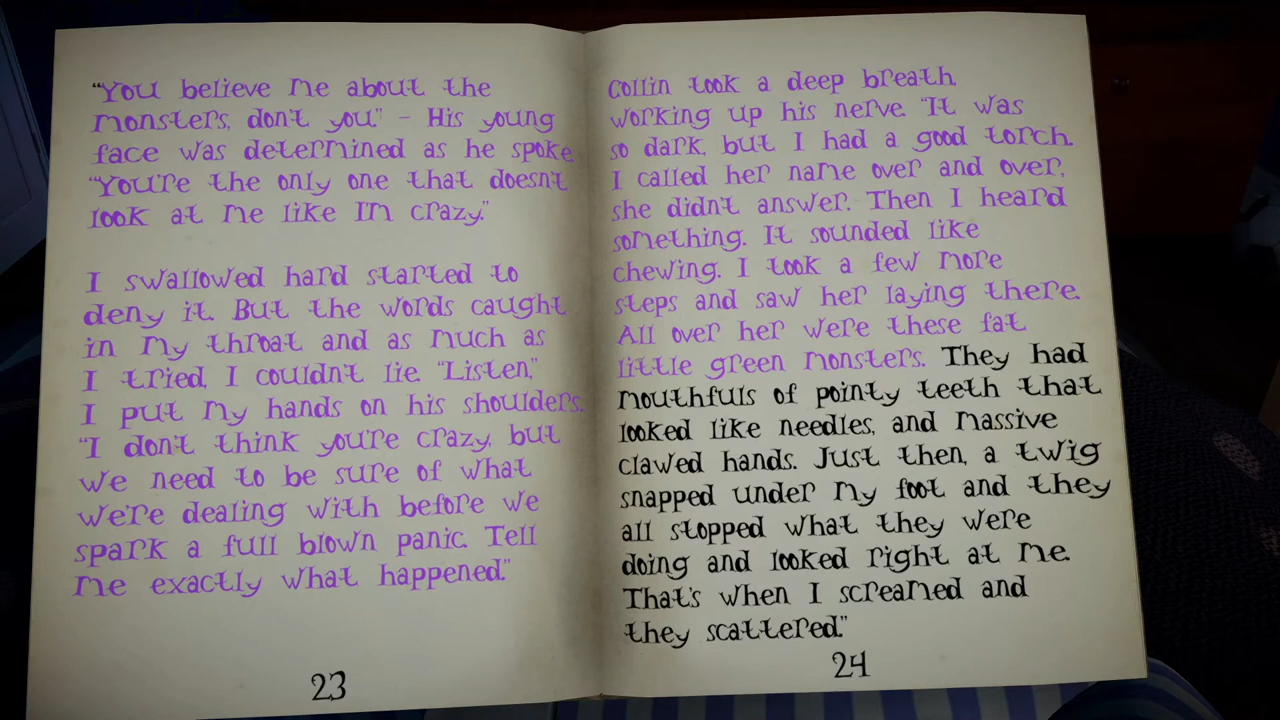 "You believe me about the
monsters, don't you." - His young
face was determined as he spoke.
"You're the only one that doesn't
look at me like I'm crazy."
I swallowed hard started to
deny it. But the words caught
in my throat and as much as
I tried, I couldn't lie. "Listen,"
I put my hands on his shoulders.
"I don't think you're crazy, but
we need to be sure of what
we're dealing with before we
spark a full blown panic. Tell
me exactly what happened."
23
Collin took a deep breath,
working up his nerve. "It was
so dark, but I had a good torch.
I called her name over and over,
she didn't answer. Then I heard
something. It sounded like
chewing. I took a few more
steps and saw her laying there.
All over her were these fat
little green monsters. They had
mouthfuls of pointy teeth that
looked like needles, and massive
clawed hands. Just then, a twig
snapped under my foot and they
all stopped what they were
doing and looked right at me.
That's when I screamed and
they scattered."
24